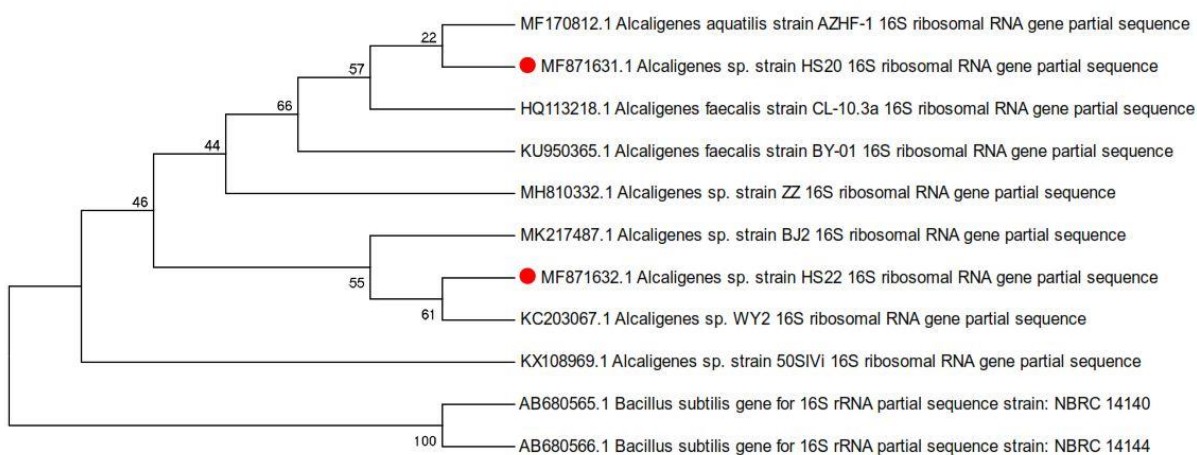 MF170812.1 Alcaligenes aquatilis strain AZHF-1 16S ribosomal RNA gene partial sequence
22
MF871631.1 Alcaligenes sp. strain HS20 16S ribosomal RNA gene partial sequence
57
HQ113218.1 Alcaligenes faecalis strain CL-10.3a 16S ribosomal RNA gene partial sequence
66
KU950365.1 Alcaligenes faecalis strain BY-01 16S ribosomal RNA gene partial sequence
44
MH810332.1 Alcaligenes sp. strain ZZ 16S ribosomal RNA gene partial sequence
46
MK217487.1 Alcaligenes sp. strain BJ2 16S ribosomal RNA gene partial sequence
55
MF871632.1 Alcaligenes sp. strain HS22 16S ribosomal RNA gene partial sequence
61
KC203067.1 Alcaligenes sp. WY2 16S ribosomal RNA gene partial sequence
KX108969.1 Alcaligenes sp. strain 50SIVi 16S ribosomal RNA gene partial sequence
AB680565.1 Bacillus subtilis gene for 16S rRNA partial sequence strain: NBRC 14140
100
AB680566.1 Bacillus subtilis gene for 16S rRNA partial sequence strain: NBRC 14144